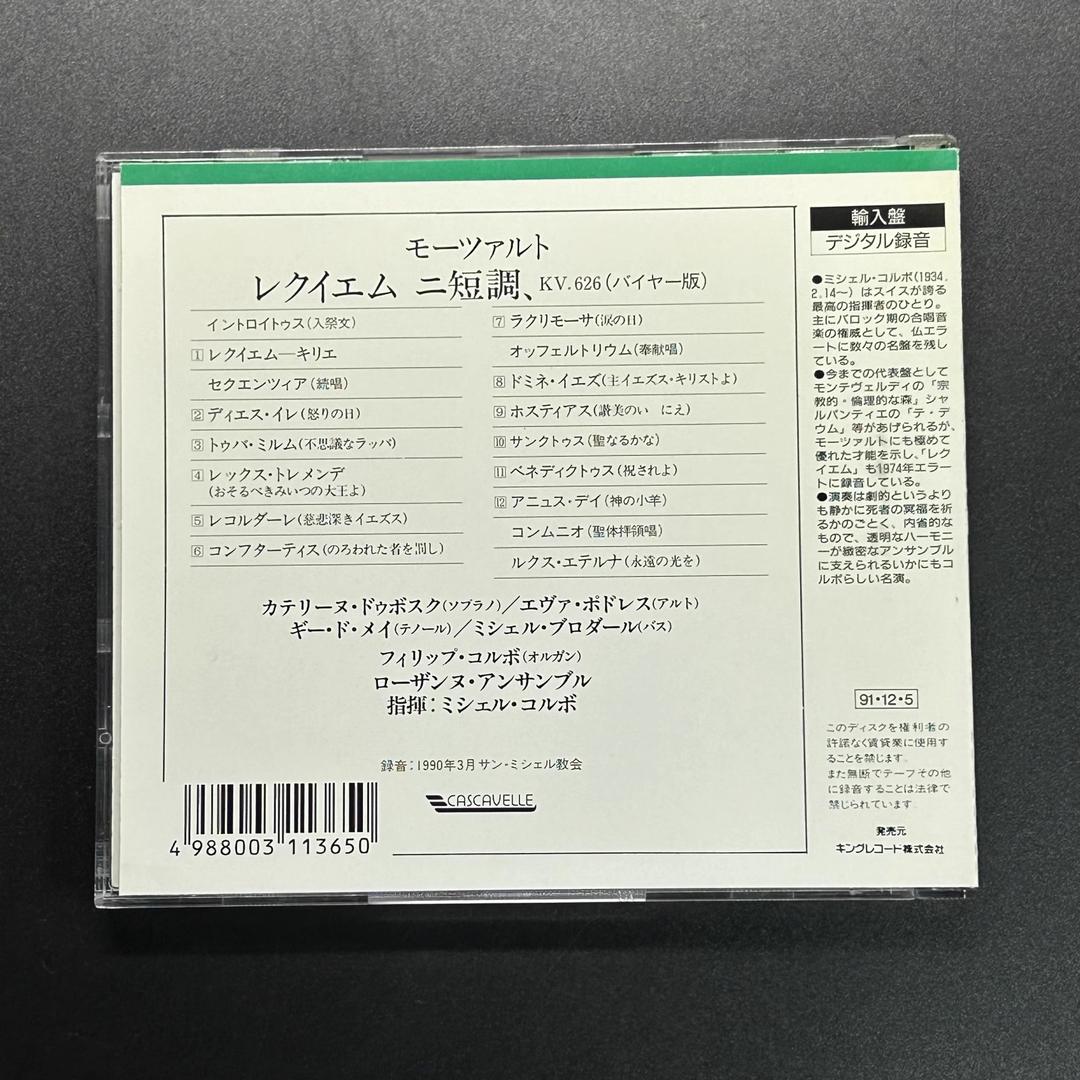 モーツァルト
レクイエム ニ短調、KV.626(バイヤー版)
イントロイトゥス(入祭文)
1 レクイエム—キリエ
セクエンツィア(続唱)
2 ディエス・イレ(怒りの日)
3 トゥバ・ミルム(不思議なラッパ)
4 レックス・トレメンデ
(おそるべきみいつの大王よ)
5 レコルダーレ(慈悲深きイエズス)
6 コンフターティス(のろわれた者を罰し)
7 ラクリモーサ(涙の日)
オッフェルトリウム(奉献唱)
8 ドミネ・イエズ(主イエズス・キリストよ)
9 ホスティアス(讃美のい にえ)
10 サンクトゥス(聖なるかな)
11 ベネディクトゥス(祝されよ)
12 アニュス・デイ(神の小羊)
コンムニオ(聖体拝領唱)
ルクス・エテルナ(永遠の光を)
カテリーヌ・ドゥボスク(ソプラノ)/エヴァ・ポドレス(アルト)
ギー・ド・メイ(テノール)/ミシェル・ブロダール(バス)
フィリップ・コルボ(オルガン)
ローザンヌ・アンサンブル
指揮:ミシェル・コルボ
録音:1990年3月サン-ミシェル教会
CASCAVELLE
4 988003 113650
輸入盤
デジタル録音
●ミシェル・コルボ(1934.
2.14〜)はスイスが誇る
最高の指揮者のひとり。
主にバロック期の合唱音
楽の権威として、仏エラ
ートに数々の名盤を残し
ている。
●今までの代表盤として
モンテヴェルディの「宗
教的・倫理的な森」シャ
ルパンティエの「テ・デ
ウム」等があげられるが、
モーツァルトにも極めて
優れた才能を示し、「レク
イエム」も1974年エラー
トに録音している。
●演奏は劇的というより
も静かに死者の冥福を祈
るかのごとく、内省的な
もので、透明なハーモニ
ーが緻密なアンサンブル
に支えられるいかにもコ
ルボらしい名演。
91・12・5
このディスクを権利者の
許諾なく賃貸業に使用す
ることを禁じます。
また無断でテープその他
に録音することは法律で
禁じられています。
発売元
キングレコード株式会社